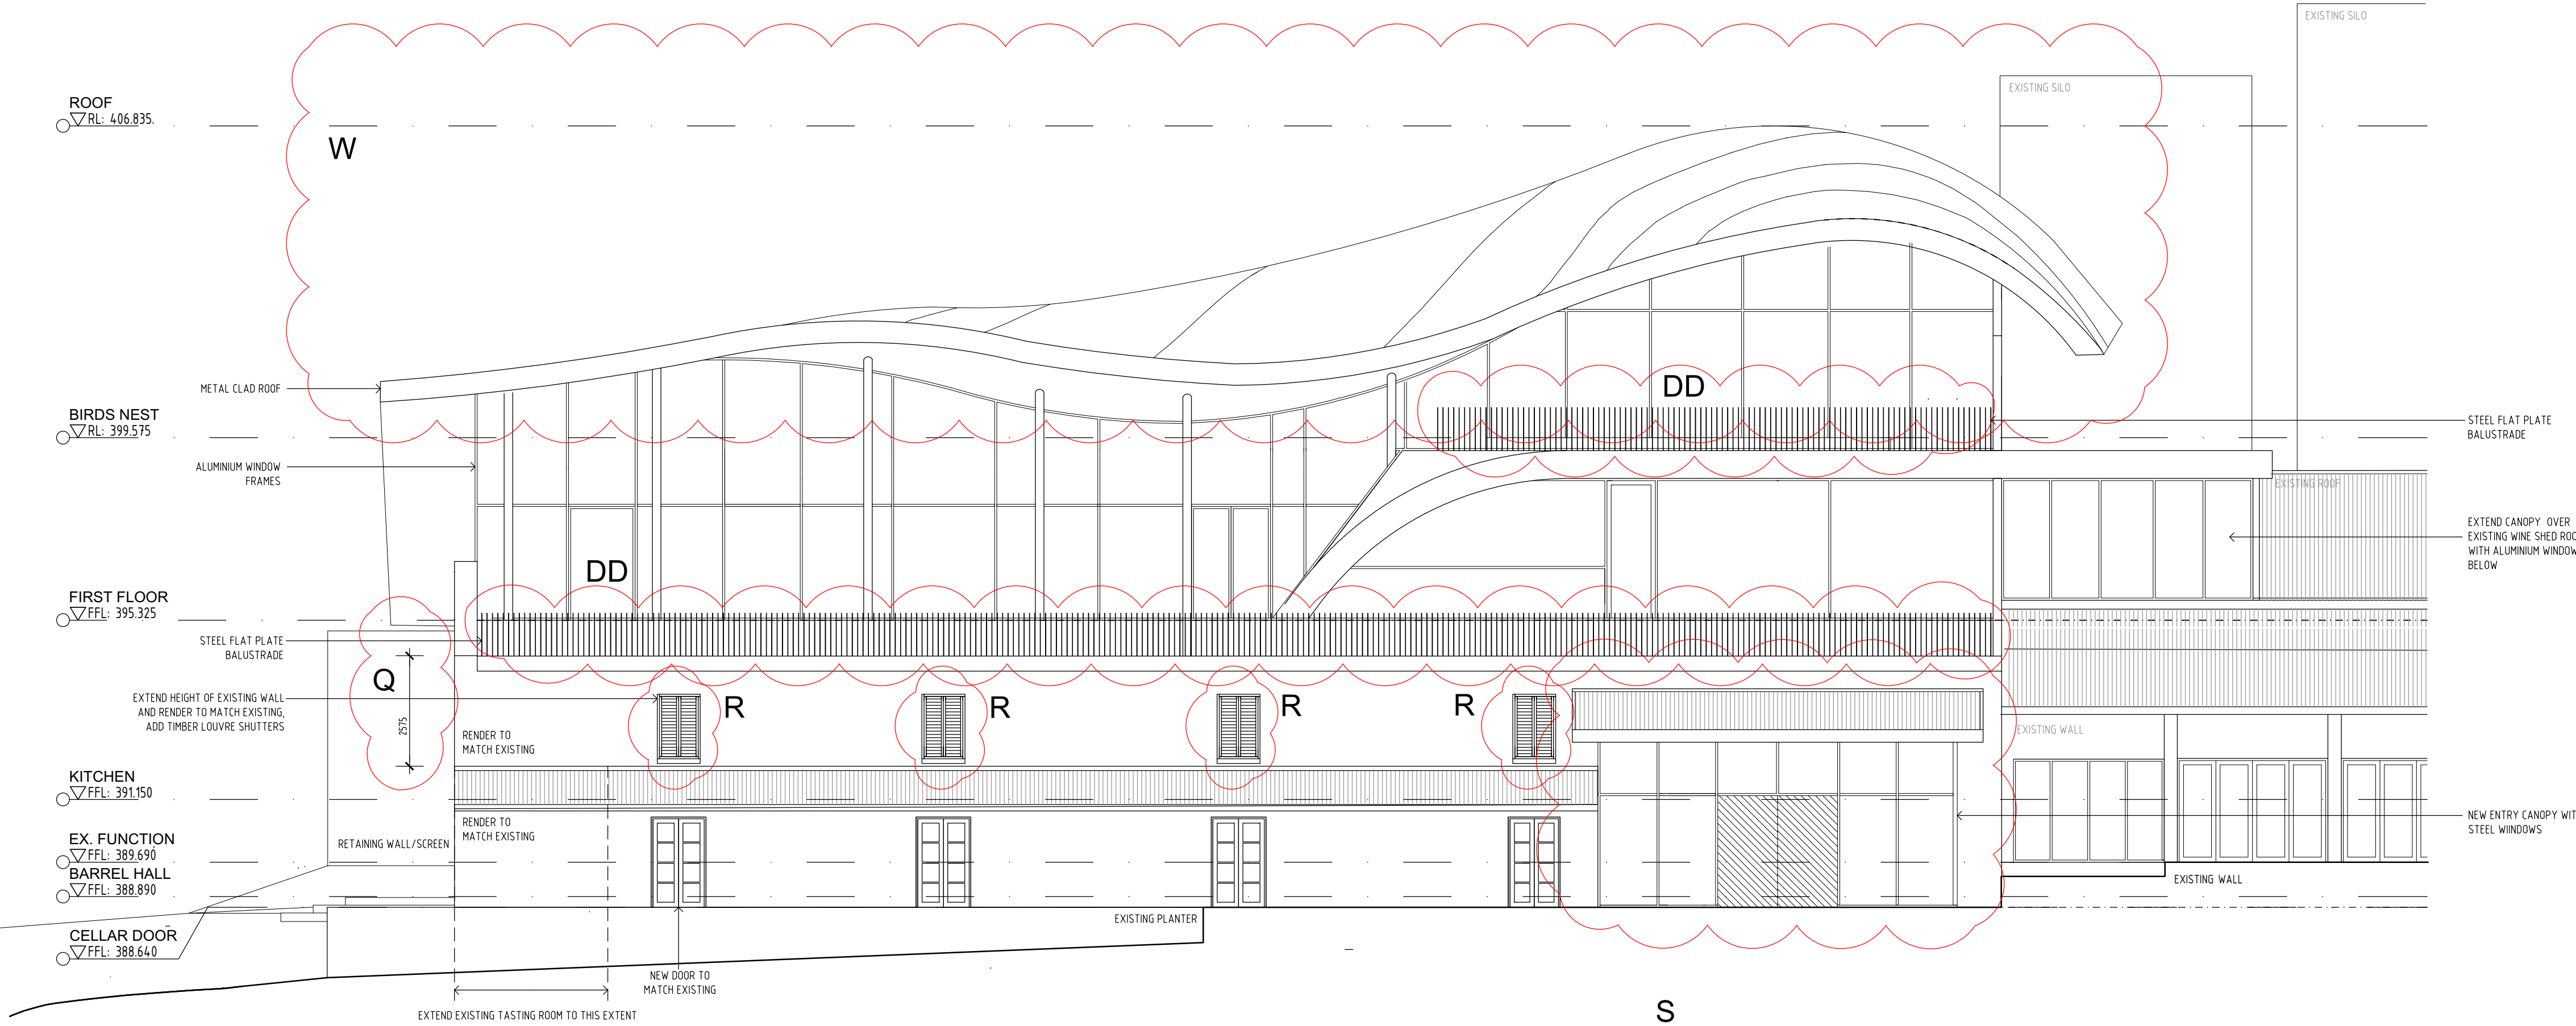 EXISTING SILO
EXISTING SILO
ROOF
RL: 406.835.
W
METAL CLAD ROOF
DD
BIRDS NEST
RL: 399.575
STEEL FLAT PLATE
BALUSTRADE
ALUMINIUM WINDOW
FRAMES
EXISTING ROOF
EXTEND CANOPY OVER
EXISTING WINE SHED ROO
WITH ALUMINIUM WINDOW
BELOW
DD
FIRST FLOOR
FFL: 395.325
STEEL FLAT PLATE
BALUSTRADE
Q
EXTEND HEIGHT OF EXISTING WALL
AND RENDER TO MATCH EXISTING,
ADD TIMBER LOUVRE SHUTTERS
2575
R
R
R
R
RENDER TO
MATCH EXISTING
EXISTING WALL
KITCHEN
FFL: 391.150
RENDER TO
MATCH EXISTING
NEW ENTRY CANOPY WIT
STEEL WIINDOWS
EX. FUNCTION
FFL: 389.690
RETAINING WALL/SCREEN
BARREL HALL
FFL: 388.890
EXISTING WALL
EXISTING PLANTER
CELLAR DOOR
FFL: 388.640
NEW DOOR TO
MATCH EXISTING
EXTEND EXISTING TASTING ROOM TO THIS EXTENT
S